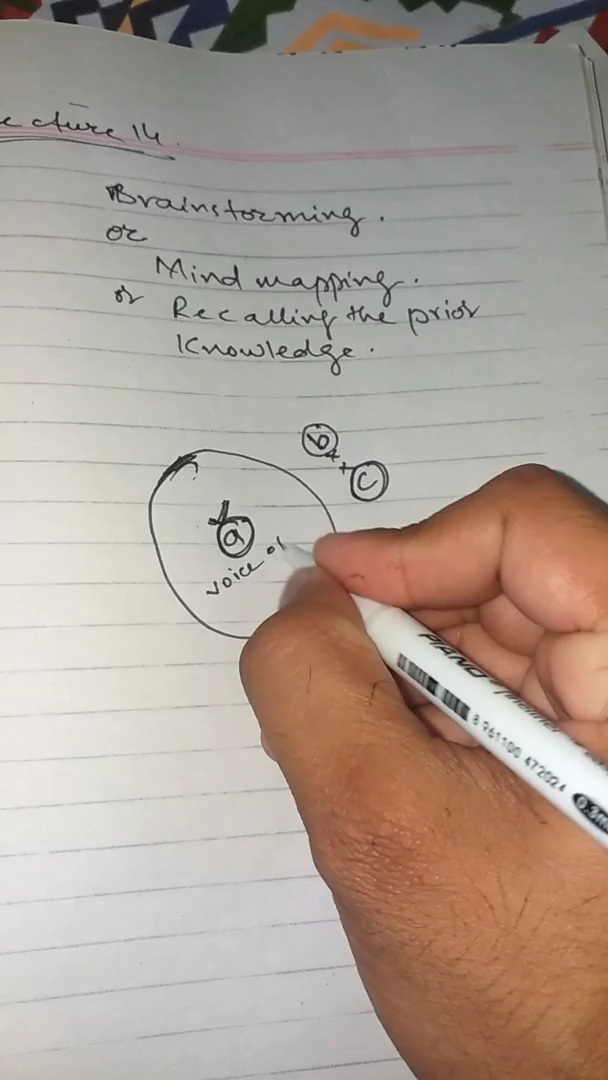 ecture 14.
Brainstorming.
or
Mind mapping.
or Recalling the prior
Knowledge.
b
c
a
voice of
PIANO
8 961100 472024